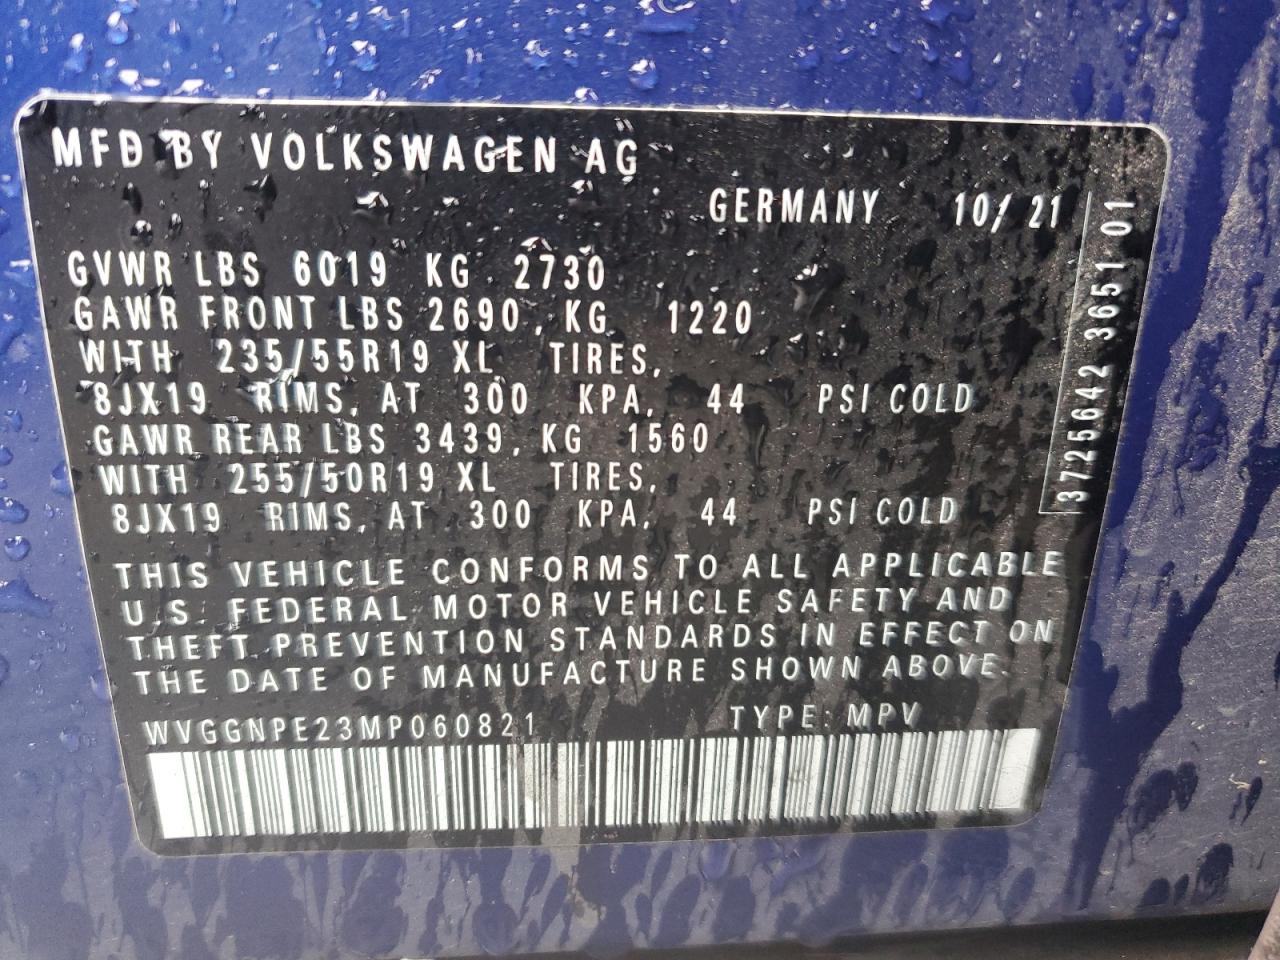 MFD BY VOLKSWAGEN AG
GERMANY 10/ 21
GVWR LBS 6019 KG 2730
GAWR FRONT LBS 2690, KG 1220
WITH 235/55R19 XL TIRES,
8JX19 RIMS, AT 300 KPA, 44 PSI COLD
GAWR REAR LBS 3439, KG 1560
WITH 255/50R19 XL TIRES,
8JX19 RIMS, AT 300 KPA, 44 PSI COLD
THIS VEHICLE CONFORMS TO ALL APPLICABLE
U.S. FEDERAL MOTOR VEHICLE SAFETY AND
THEFT PREVENTION STANDARDS IN EFFECT ON
THE DATE OF MANUFACTURE SHOWN ABOVE.
WVGGNPE23MP060821 TYPE: MPV
3725642 3651 01